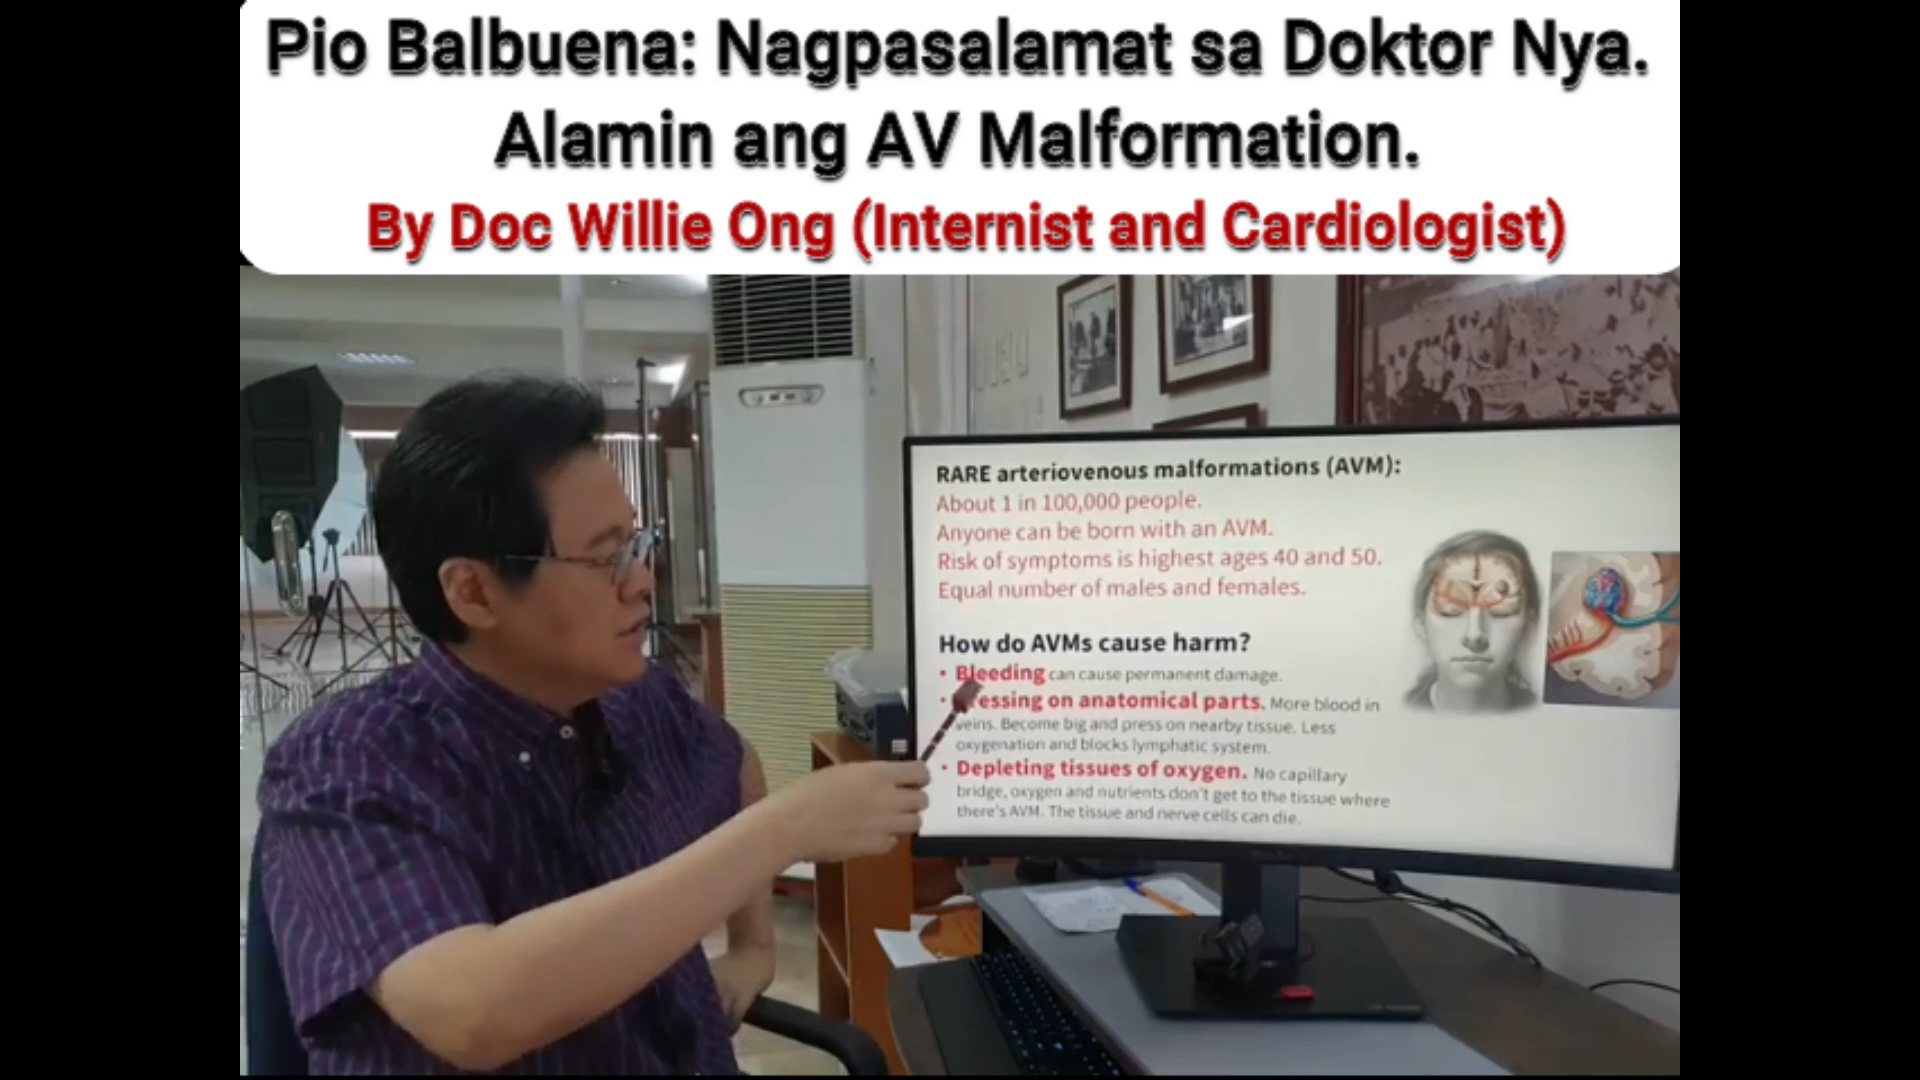 Pio Balbuena: Nagpasalamat sa Doktor Nya.
Alamin ang AV Malformation.
By Doc Willie Ong (Internist and Cardiologist)
RARE arteriovenous malformations (AVM):
About 1 in 100,000 people.
Anyone can be born with an AVM.
Risk of symptoms is highest ages 40 and 50.
Equal number of males and females.
How do AVMs cause harm?
• Bleeding can cause permanent damage.
• ressing on anatomical parts. More blood in
veins. Become big and press on nearby tissue. Less
oxygenation and blocks lymphatic system.
• Depleting tissues of oxygen. No capillary
bridge, oxygen and nutrients don't get to the tissue where
there's AVM. The tissue and nerve cells can die.